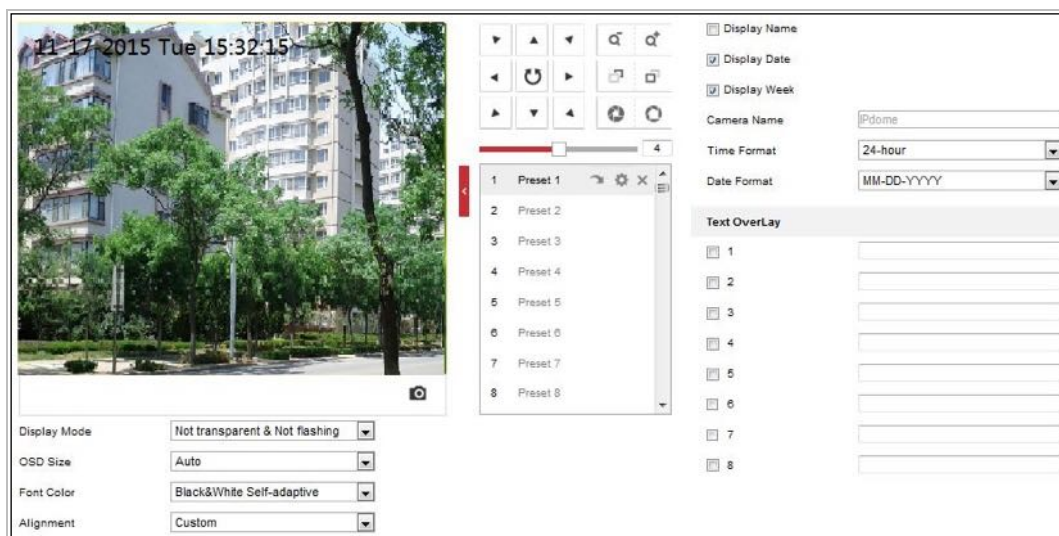 11-17-2015 Tue 15:32:15
Display Mode Not transparent & Not flashing
OSD Size Auto
Font Color Black&White Self-adaptive
Alignment Custom
4
1 Preset 1
2 Preset 2
3 Preset 3
4 Preset 4
5 Preset 5
6 Preset 6
7 Preset 7
8 Preset 8
Display Name
Display Date
Display Week
Camera Name IPdome
Time Format 24-hour
Date Format MM-DD-YYYY
Text OverLay
1
2
3
4
5
6
7
8